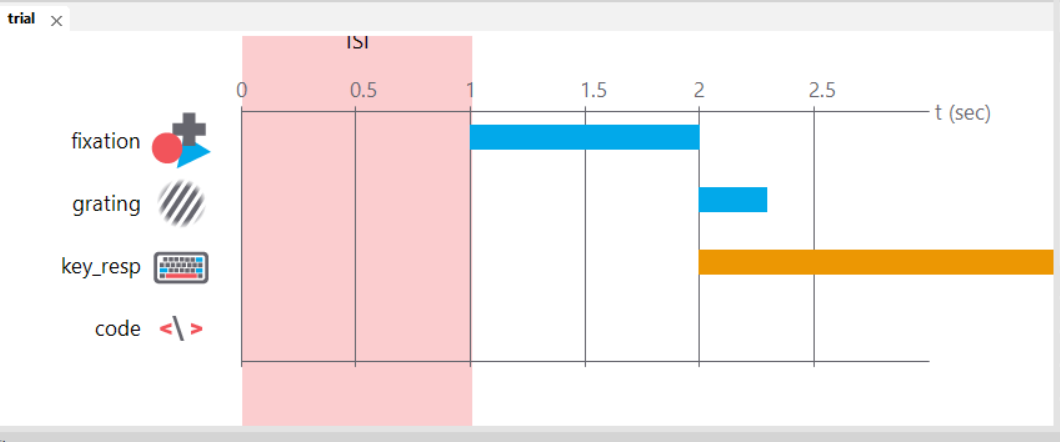 trial
ISI
0 0.5 1 1.5 2 2.5
t (sec)
fixation
grating
key_resp
code